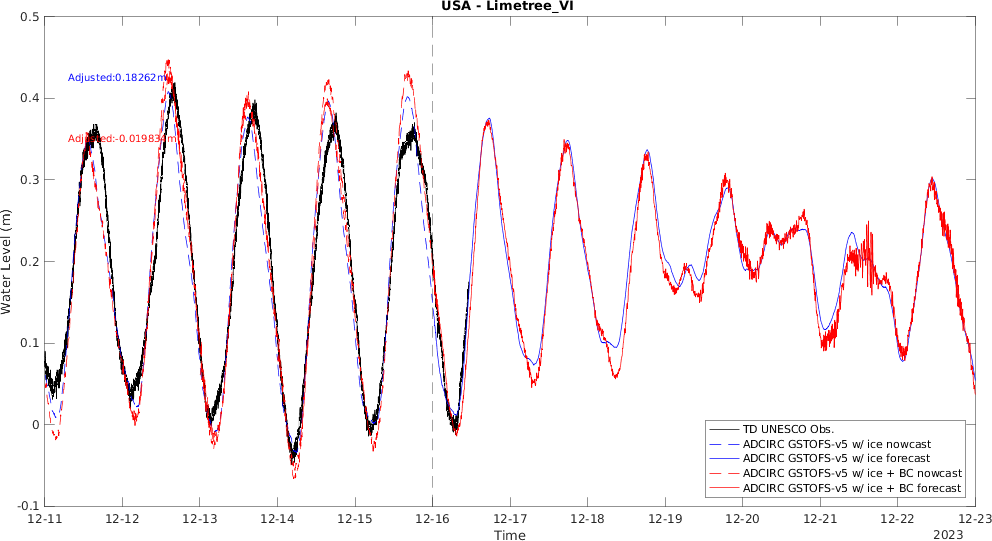 USA - Limetree_VI
0.5
0.4
0.3
0.2
0.1
0
-0.1
Water Level (m)
Adjusted:0.18262m
Adjusted:-0.019834m
TD UNESCO Obs.
ADCIRC GSTOFS-v5 w/ ice nowcast
ADCIRC GSTOFS-v5 w/ ice forecast
ADCIRC GSTOFS-v5 w/ ice + BC nowcast
ADCIRC GSTOFS-v5 w/ ice + BC forecast
12-11 12-12 12-13 12-14 12-15 12-16 12-17 12-18 12-19 12-20 12-21 12-22 12-23
Time
2023